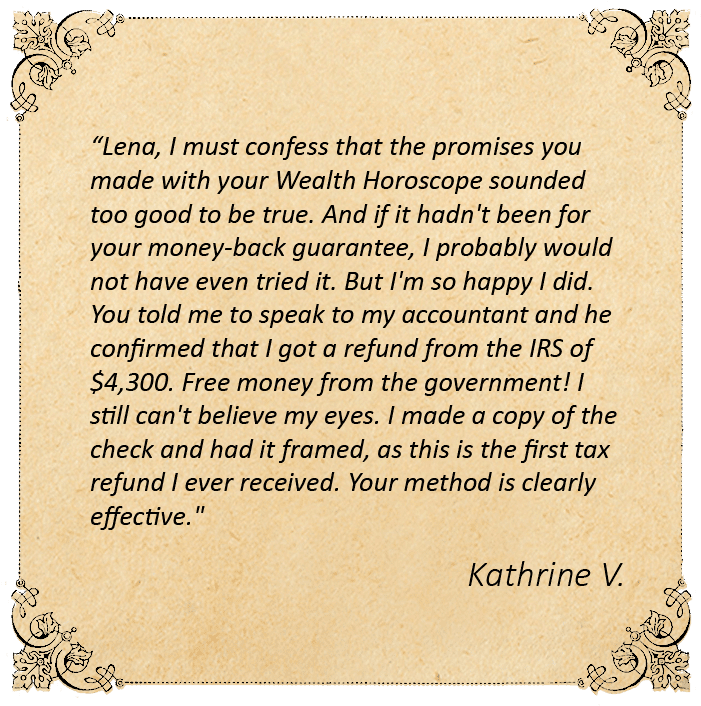 “Lena, I must confess that the promises you
made with your Wealth Horoscope sounded
too good to be true. And if it hadn't been for
your money-back guarantee, I probably would
not have even tried it. But I'm so happy I did.
You told me to speak to my accountant and he
confirmed that I got a refund from the IRS of
$4,300. Free money from the government! I
still can't believe my eyes. I made a copy of the
check and had it framed, as this is the first tax
refund I ever received. Your method is clearly
effective."
Kathrine V.